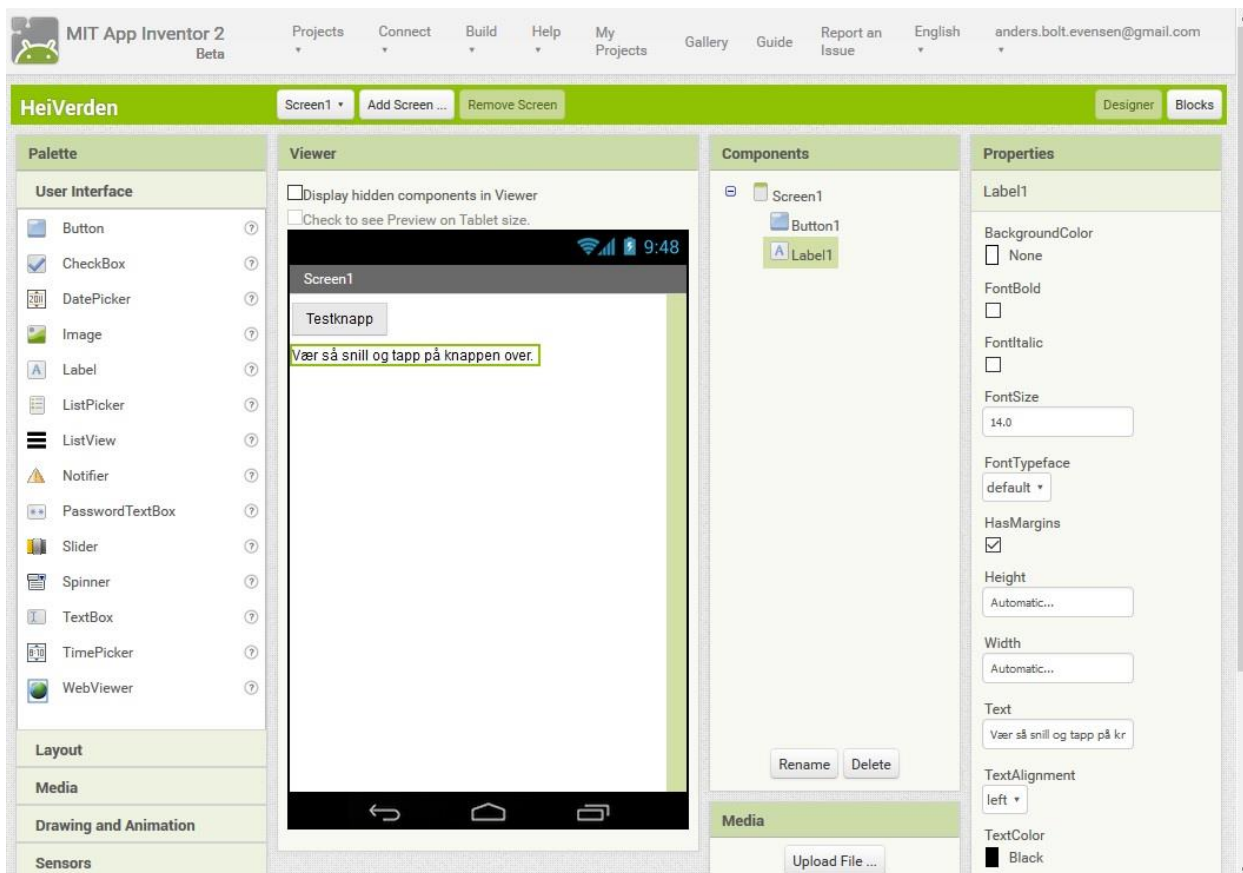 MIT App Inventor 2
Beta
Projects
Connect
Build
Help
My
Projects
Gallery
Guide
Report an
Issue
English
anders.bolt.evensen@gmail.com
HeiVerden
Screen1
Add Screen ...
Remove Screen
Designer
Blocks
Palette
User Interface
Button
CheckBox
DatePicker
Image
Label
ListPicker
ListView
Notifier
PasswordTextBox
Slider
Spinner
TextBox
TimePicker
WebViewer
Layout
Media
Drawing and Animation
Sensors
Viewer
Display hidden components in Viewer
Check to see Preview on Tablet size.
9:48
Screen1
Testknapp
Vær så snill og tapp på knappen over.
Components
Screen1
Button1
Label1
Rename
Delete
Media
Upload File ...
Properties
Label1
BackgroundColor
None
FontBold
FontItalic
FontSize
14.0
FontTypeface
default
HasMargins
Height
Automatic...
Width
Automatic...
Text
Vær så snill og tapp på kr
TextAlignment
left
TextColor
Black